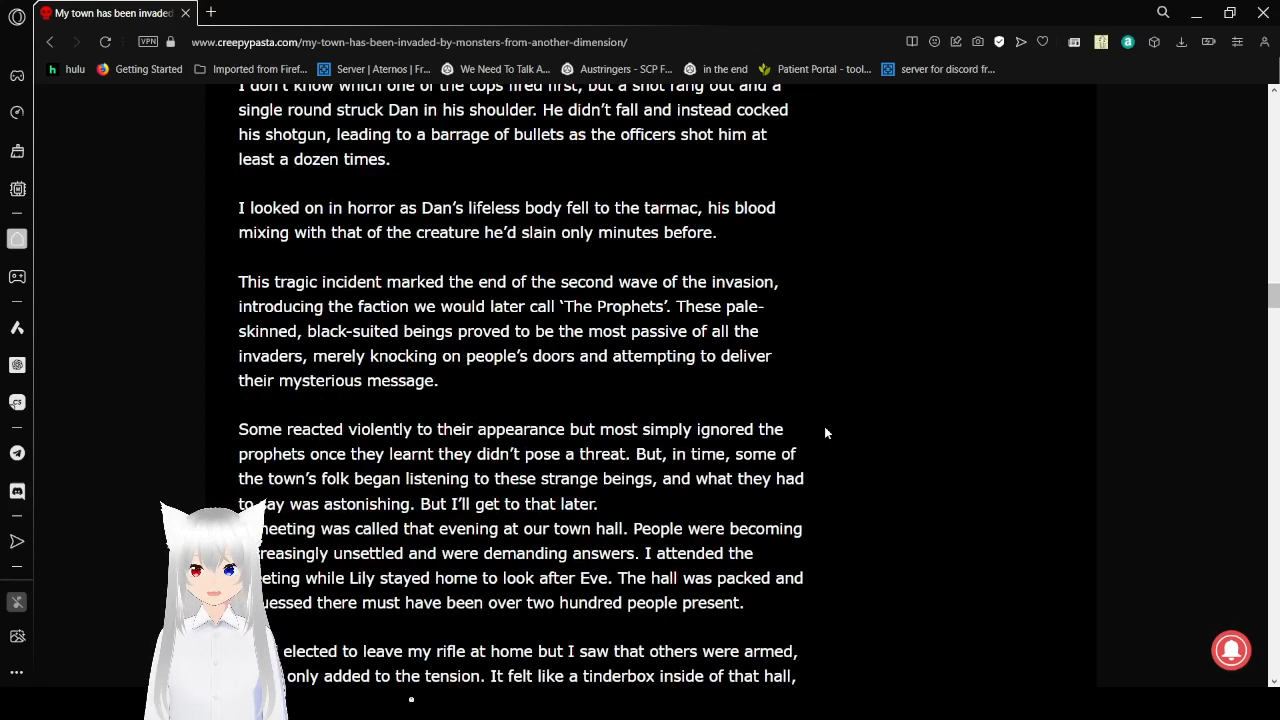 My town has been invaded
VPN
www.creepypasta.com/my-town-has-been-invaded-by-monsters-from-another-dimension/
hulu
Getting Started
Imported from Firef...
Server | Aternos | Fr...
We Need To Talk A...
Austringers - SCP F...
in the end
Patient Portal - tool...
server for discord fr...
I don't know which one of the cops fired first, but a shot rang out and a
single round struck Dan in his shoulder. He didn't fall and instead cocked
his shotgun, leading to a barrage of bullets as the officers shot him at
least a dozen times.
I looked on in horror as Dan's lifeless body fell to the tarmac, his blood
mixing with that of the creature he'd slain only minutes before.
This tragic incident marked the end of the second wave of the invasion,
introducing the faction we would later call ‘The Prophets’. These pale-
skinned, black-suited beings proved to be the most passive of all the
invaders, merely knocking on people's doors and attempting to deliver
their mysterious message.
Some reacted violently to their appearance but most simply ignored the
prophets once they learnt they didn't pose a threat. But, in time, some of
the town's folk began listening to these strange beings, and what they had
to say was astonishing. But I'll get to that later.
meeting was called that evening at our town hall. People were becoming
reasingly unsettled and were demanding answers. I attended the
eeting while Lily stayed home to look after Eve. The hall was packed and
uessed there must have been over two hundred people present.
elected to leave my rifle at home but I saw that others were armed,
only added to the tension. It felt like a tinderbox inside of that hall,